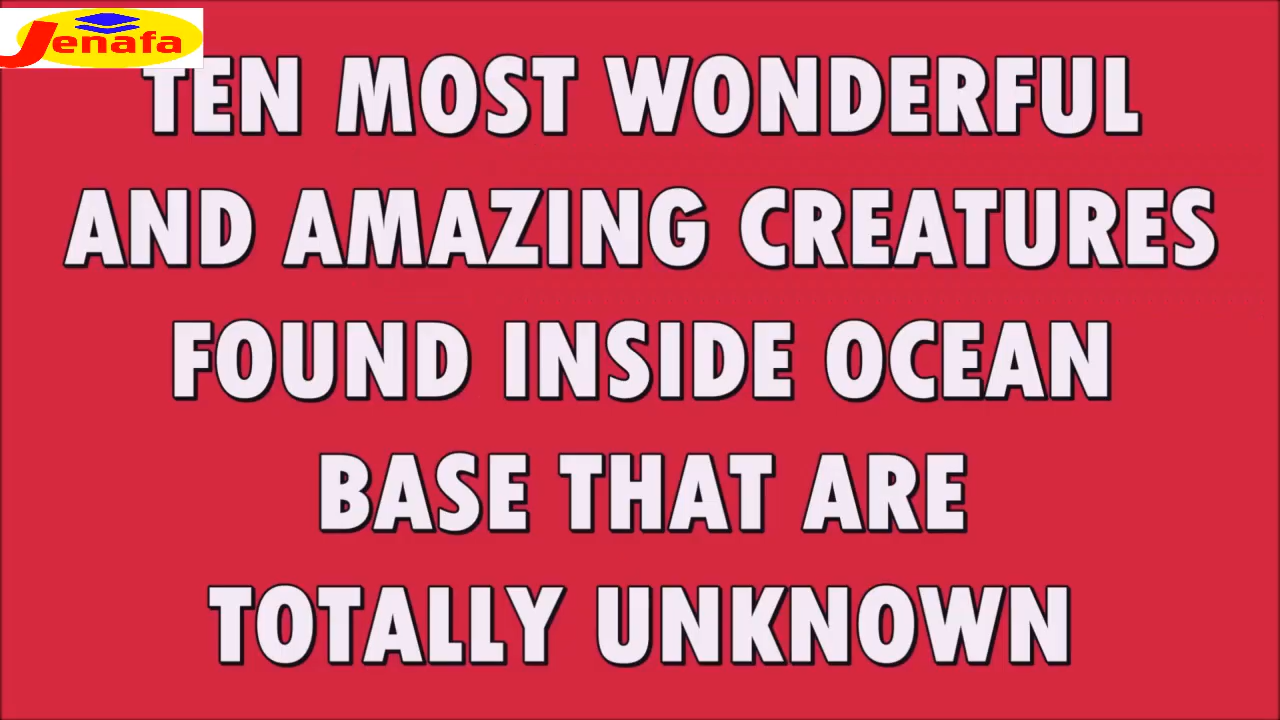 Jenafa
TEN MOST WONDERFUL
AND AMAZING CREATURES
FOUND INSIDE OCEAN
BASE THAT ARE
TOTALLY UNKNOWN